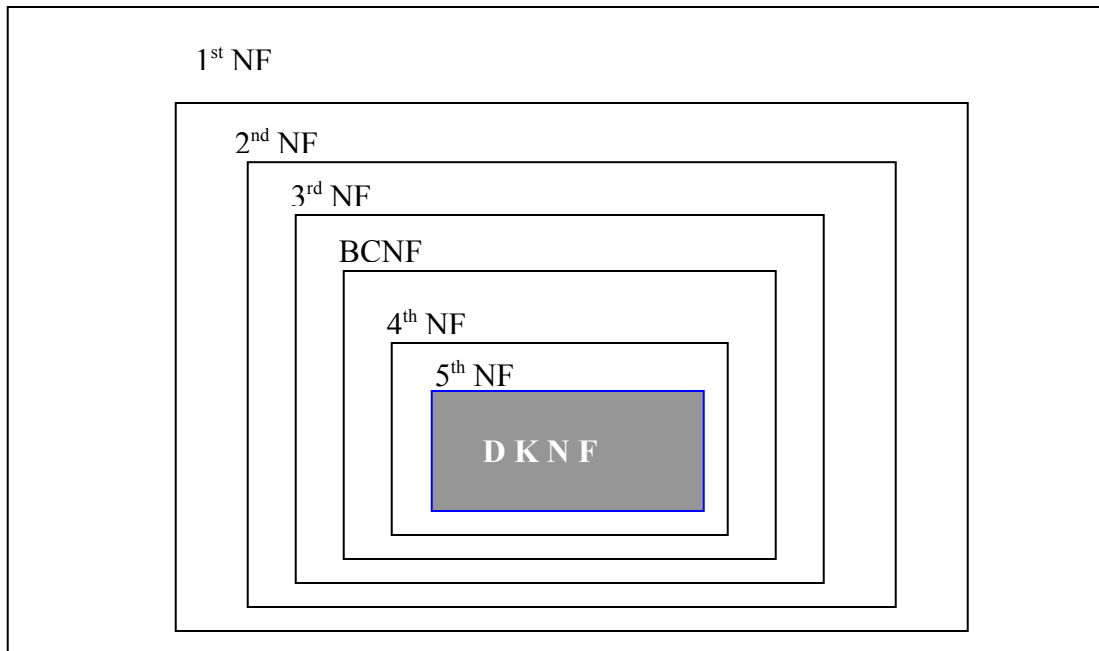 1st NF
2nd NF
3rd NF
BCNF
4th NF
5th NF
D K N F